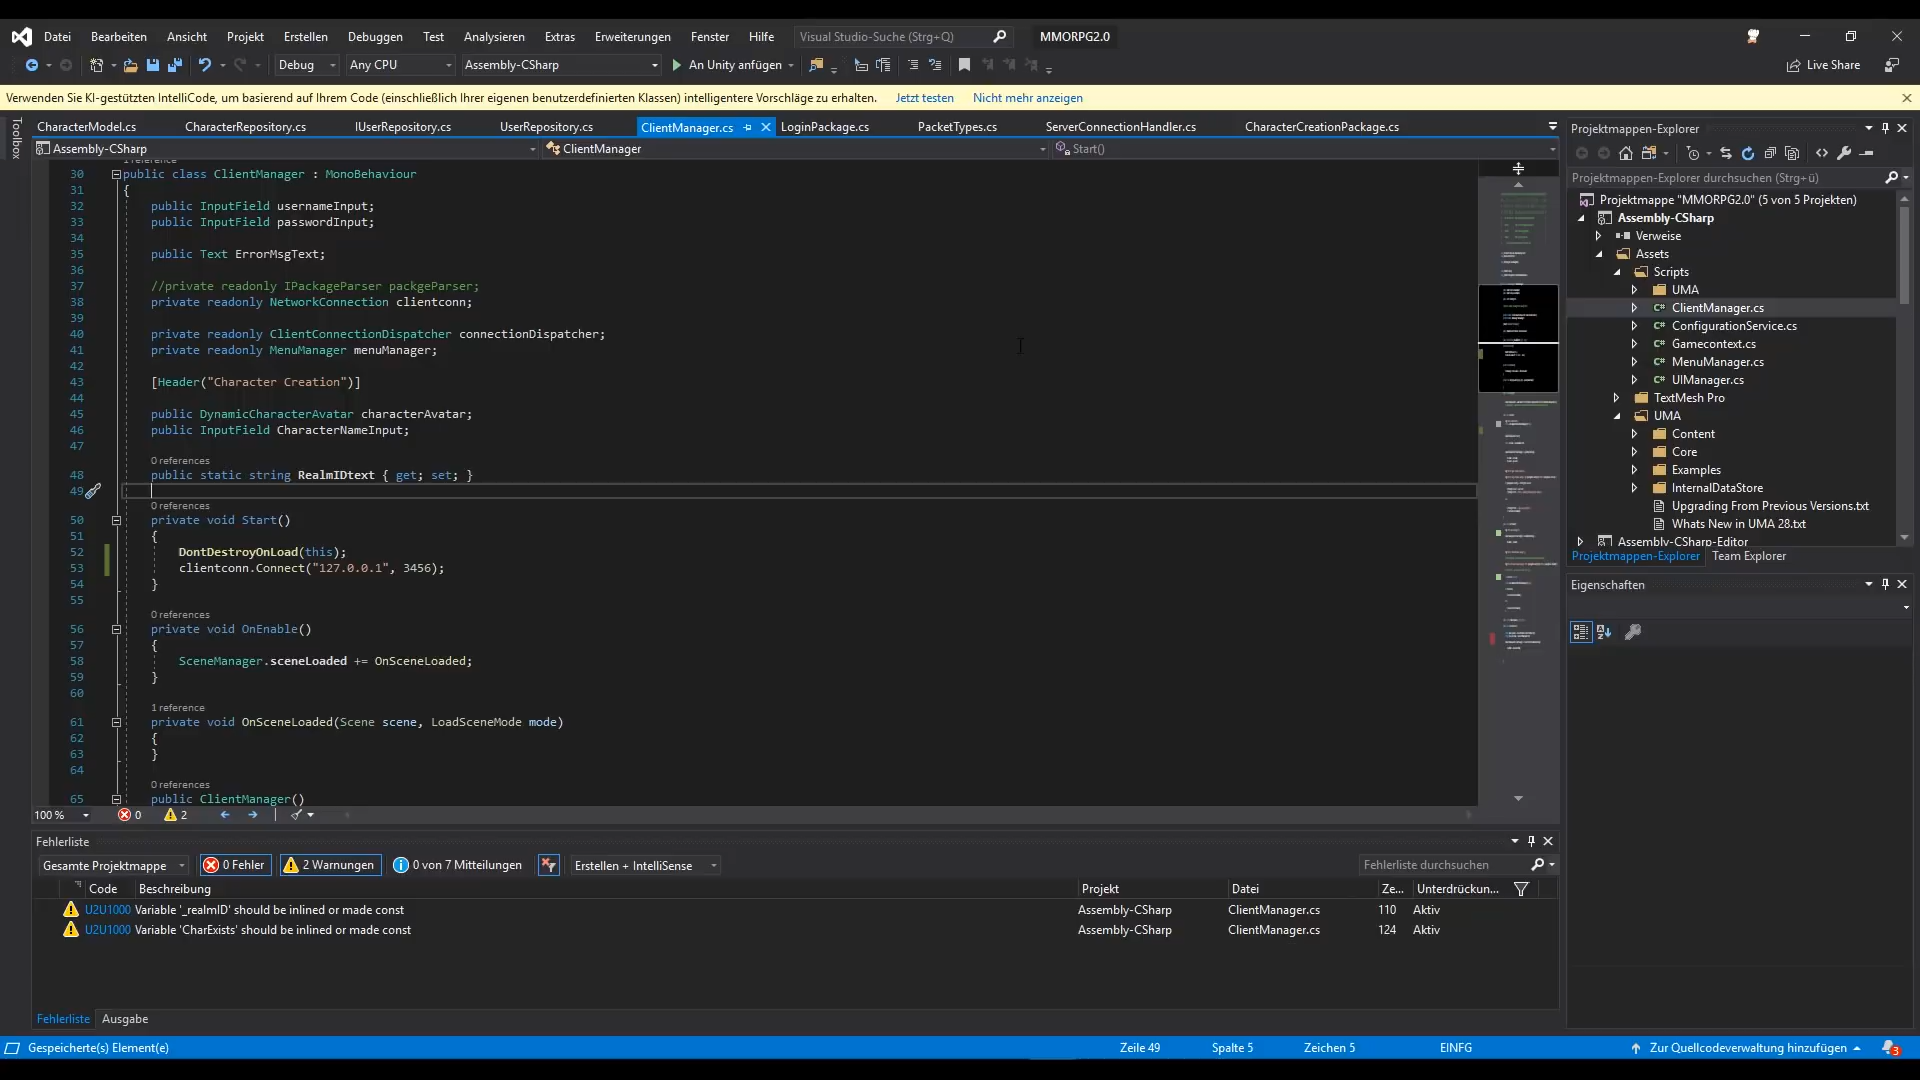 Datei Bearbeiten Ansicht Projekt Erstellen Debuggen Test Analysieren Extras Erweiterungen Fenster Hilfe Visual Studio-Suche (Strg+Q) MMORPG2.0
Debug Any CPU Assembly-CSharp An Unity anfügen Live Share
Verwenden Sie KI-gestützten IntelliCode, um basierend auf Ihrem Code (einschließlich Ihrer eigenen benutzerdefinierten Klassen) intelligentere Vorschläge zu erhalten. Jetzt testen Nicht mehr anzeigen
Toolbox
CharacterModel.cs CharacterRepository.cs IUserRepository.cs UserRepository.cs ClientManager.cs LoginPackage.cs PacketTypes.cs ServerConnectionHandler.cs CharacterCreationPackage.cs
Assembly-CSharp ClientManager Start()
1 reference
30 public class ClientManager : MonoBehaviour
31 {
32 public InputField usernameInput;
33 public InputField passwordInput;
34
35 public Text ErrorMsgText;
36
37 //private readonly IPackageParser packgeParser;
38 private readonly NetworkConnection clientconn;
39
40 private readonly ClientConnectionDispatcher connectionDispatcher;
41 private readonly MenuManager menuManager;
42
43 [Header("Character Creation")]
44
45 public DynamicCharacterAvatar characterAvatar;
46 public InputField CharacterNameInput;
47
0 references
48 public static string RealmIDtext { get; set; }
49
0 references
50 private void Start()
51 {
52 DontDestroyOnLoad(this);
53 clientconn.Connect("127.0.0.1", 3456);
54 }
55
0 references
56 private void OnEnable()
57 {
58 SceneManager.sceneLoaded += OnSceneLoaded;
59 }
60
1 reference
61 private void OnSceneLoaded(Scene scene, LoadSceneMode mode)
62 {
63 }
64
0 references
65 public ClientManager()
100 % 0 2
Fehlerliste
Gesamte Projektmappe 0 Fehler 2 Warnungen 0 von 7 Mitteilungen Erstellen + IntelliSense Fehlerliste durchsuchen
Code Beschreibung Projekt Datei Ze... Unterdrückun...
U2U1000 Variable '_realmID' should be inlined or made const Assembly-CSharp ClientManager.cs 110 Aktiv
U2U1000 Variable 'CharExists' should be inlined or made const Assembly-CSharp ClientManager.cs 124 Aktiv
Fehlerliste Ausgabe
Projektmappen-Explorer
Projektmappen-Explorer durchsuchen (Strg+ü)
Projektmappe "MMORPG2.0" (5 von 5 Projekten)
Assembly-CSharp
Verweise
Assets
Scripts
UMA
C# ClientManager.cs
C# ConfigurationService.cs
C# Gamecontext.cs
C# MenuManager.cs
C# UIManager.cs
TextMesh Pro
UMA
Content
Core
Examples
InternalDataStore
Upgrading From Previous Versions.txt
Whats New in UMA 28.txt
Assembly-CSharp-Editor
Projektmappen-Explorer Team Explorer
Eigenschaften
Gespeicherte(s) Element(e) Zeile 49 Spalte 5 Zeichen 5 EINFG Zur Quellcodeverwaltung hinzufügen 3